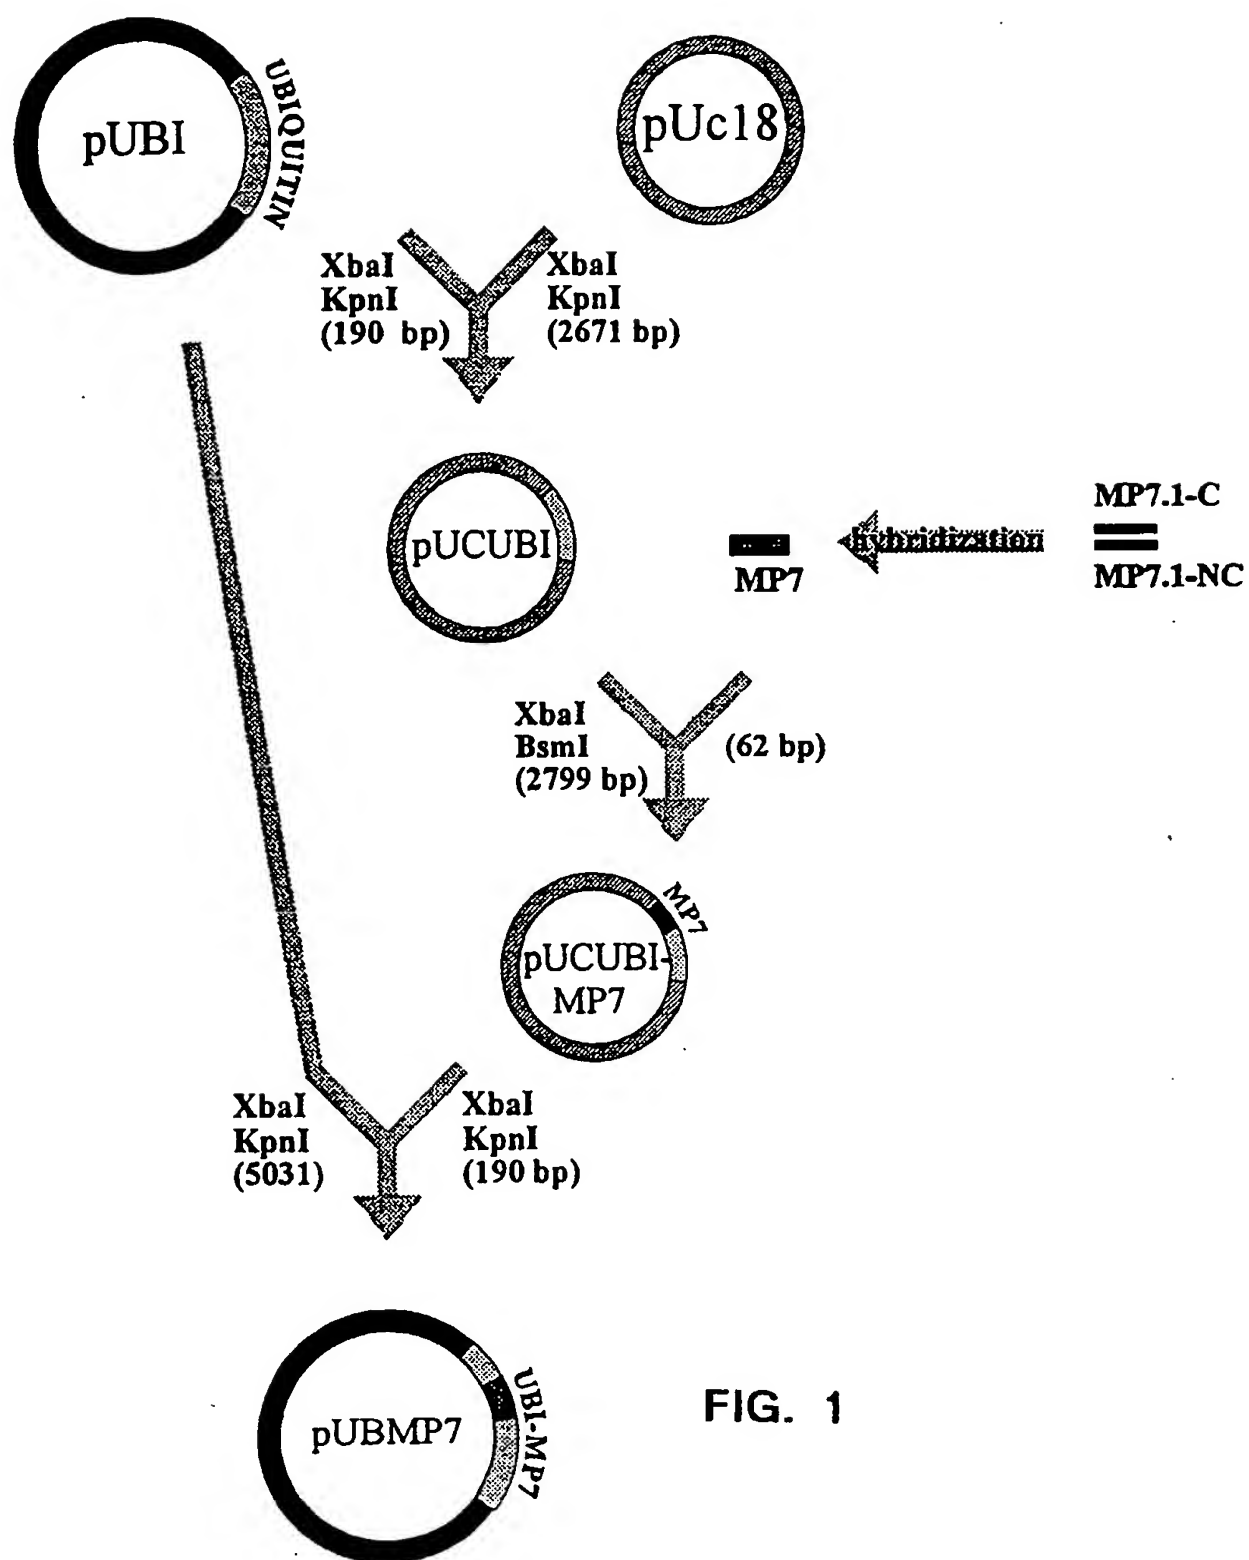 pUBI
UBIQUITIN
pUc18
XbaI
KpnI
(190 bp)
XbaI
KpnI
(2671 bp)
pUCUBI
MP7
hybridization
MP7.1-C
MP7.1-NC
XbaI
BsmI
(2799 bp)
(62 bp)
MP7
pUCUBI-
MP7
XbaI
KpnI
(5031)
XbaI
KpnI
(190 bp)
pUBMP7
UBI-MP7
FIG. 1